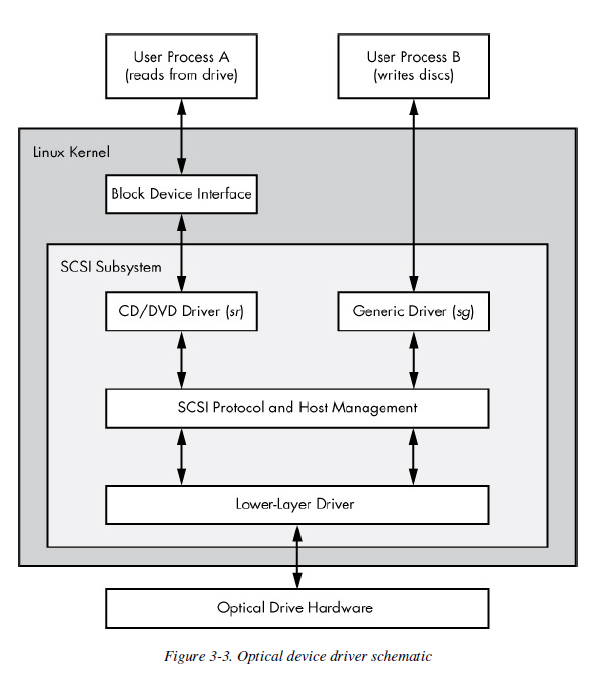 User Process A
(reads from drive)
User Process B
(writes discs)
Linux Kernel
Block Device Interface
SCSI Subsystem
CD/DVD Driver (sr)
Generic Driver (sg)
SCSI Protocol and Host Management
Lower-Layer Driver
Optical Drive Hardware
Figure 3-3. Optical device driver schematic